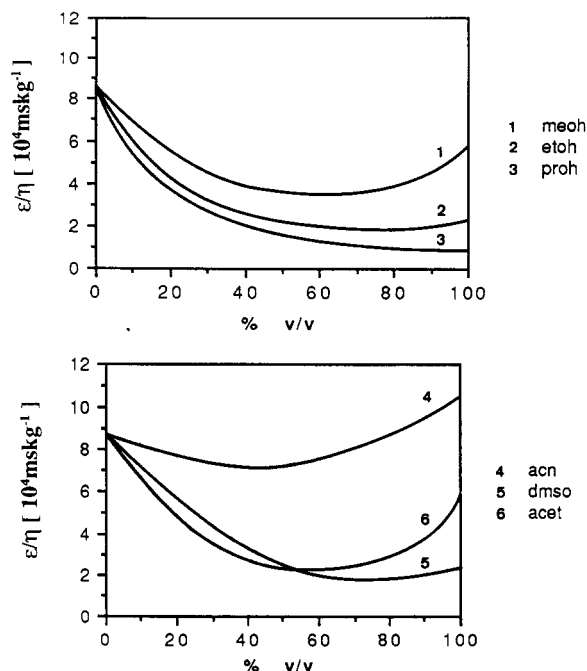 12
10
8
6
4
2
0
ε/η [ 10⁴mskg⁻¹ ]
1
2
3
0 20 40 60 80 100
% v/v
1 meoh
2 etoh
3 proh
12
10
8
6
4
2
0
ε/η [ 10⁴mskg⁻¹ ]
4
6
5
0 20 40 60 80 100
% v/v
4 acn
5 dmso
6 acet